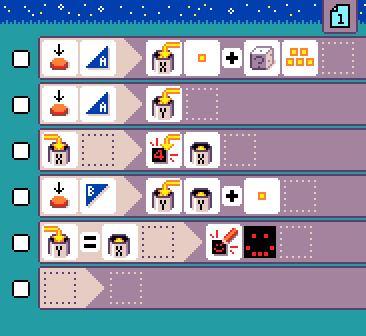 1
A X + ?
A Y
X 4 X
B Y Y +
Y = X